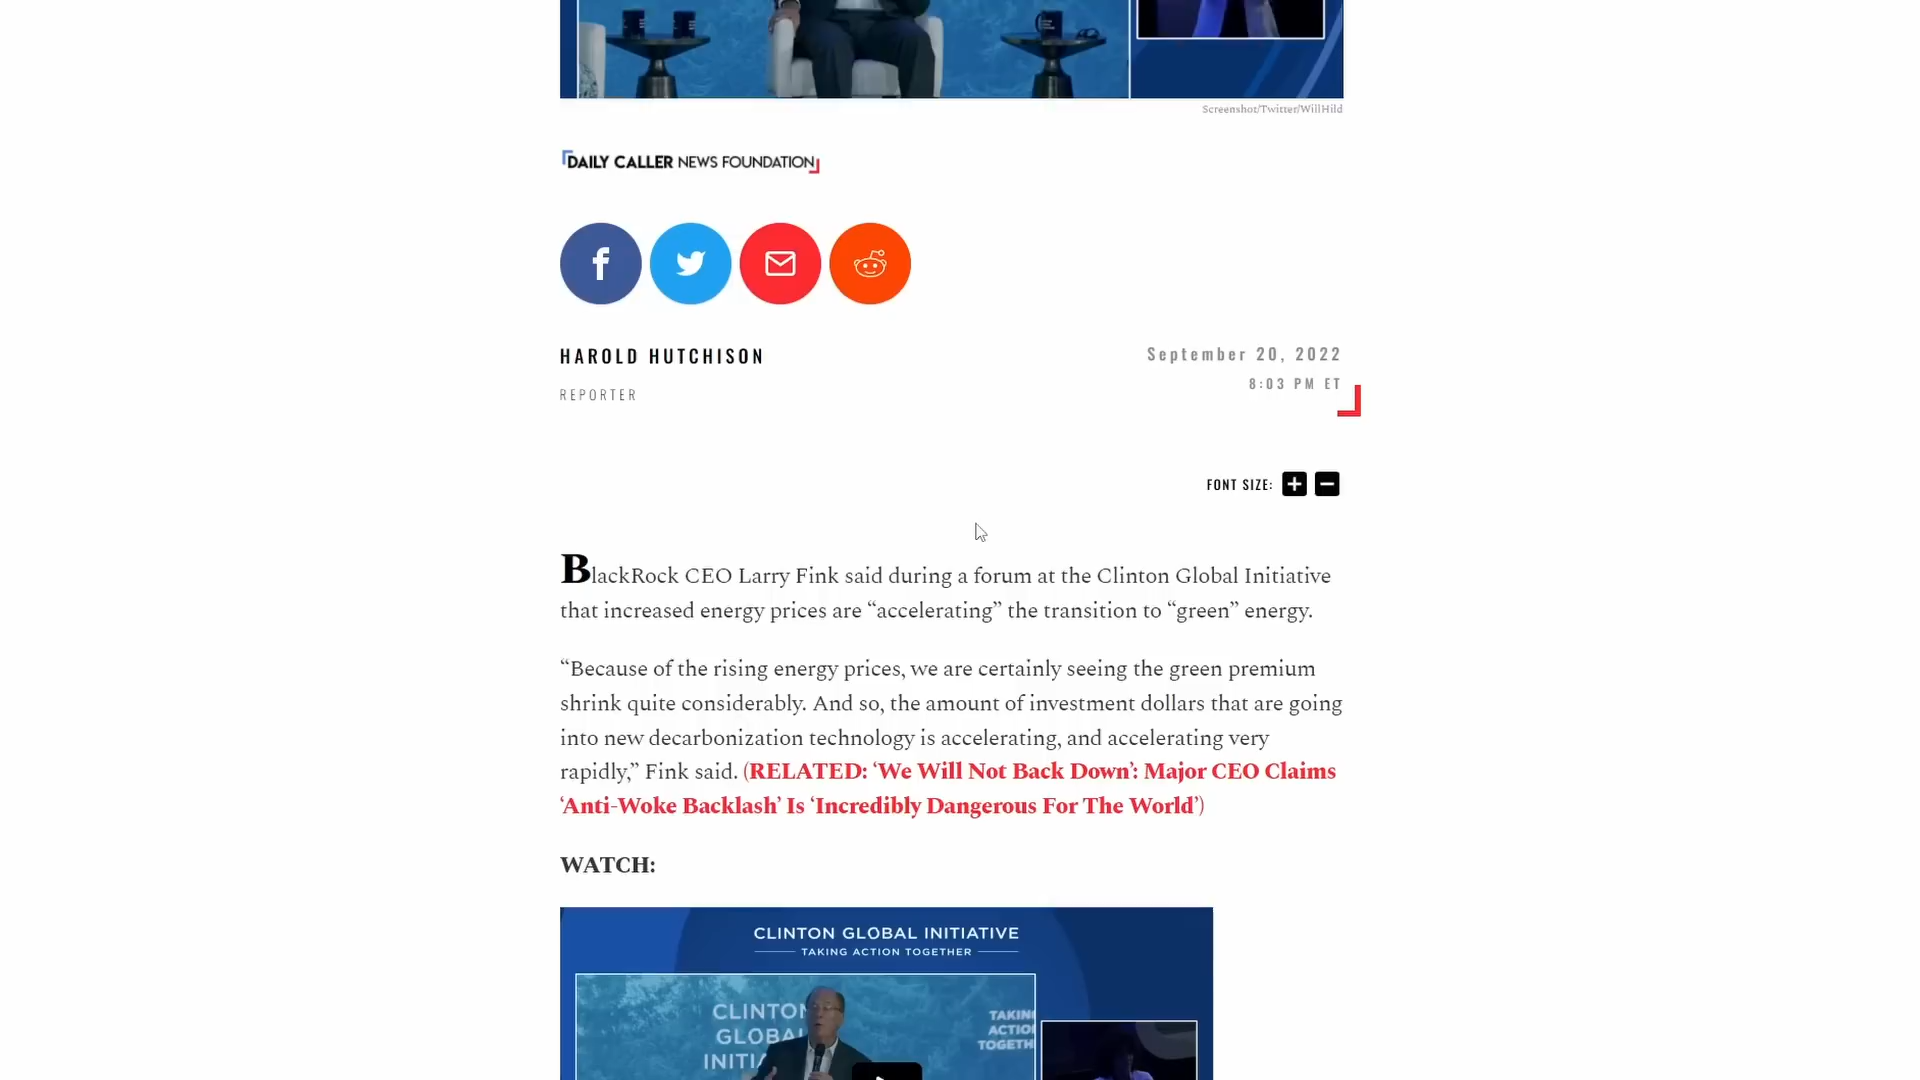 Screenshot/Twitter/WillHild
DAILY CALLER NEWS FOUNDATION
f
HAROLD HUTCHISON
September 20, 2022
8:03 PM ET
REPORTER
FONT SIZE:
BlackRock CEO Larry Fink said during a forum at the Clinton Global Initiative
that increased energy prices are “accelerating” the transition to “green” energy.
“Because of the rising energy prices, we are certainly seeing the green premium
shrink quite considerably. And so, the amount of investment dollars that are going
into new decarbonization technology is accelerating, and accelerating very
rapidly,” Fink said. (RELATED: ‘We Will Not Back Down’: Major CEO Claims
‘Anti-Woke Backlash’ Is ‘Incredibly Dangerous For The World’)
WATCH:
CLINTON GLOBAL INITIATIVE
TAKING ACTION TOGETHER
CLINTON
GLOBAL
INITIA
TAKING
ACTION
TOGETH